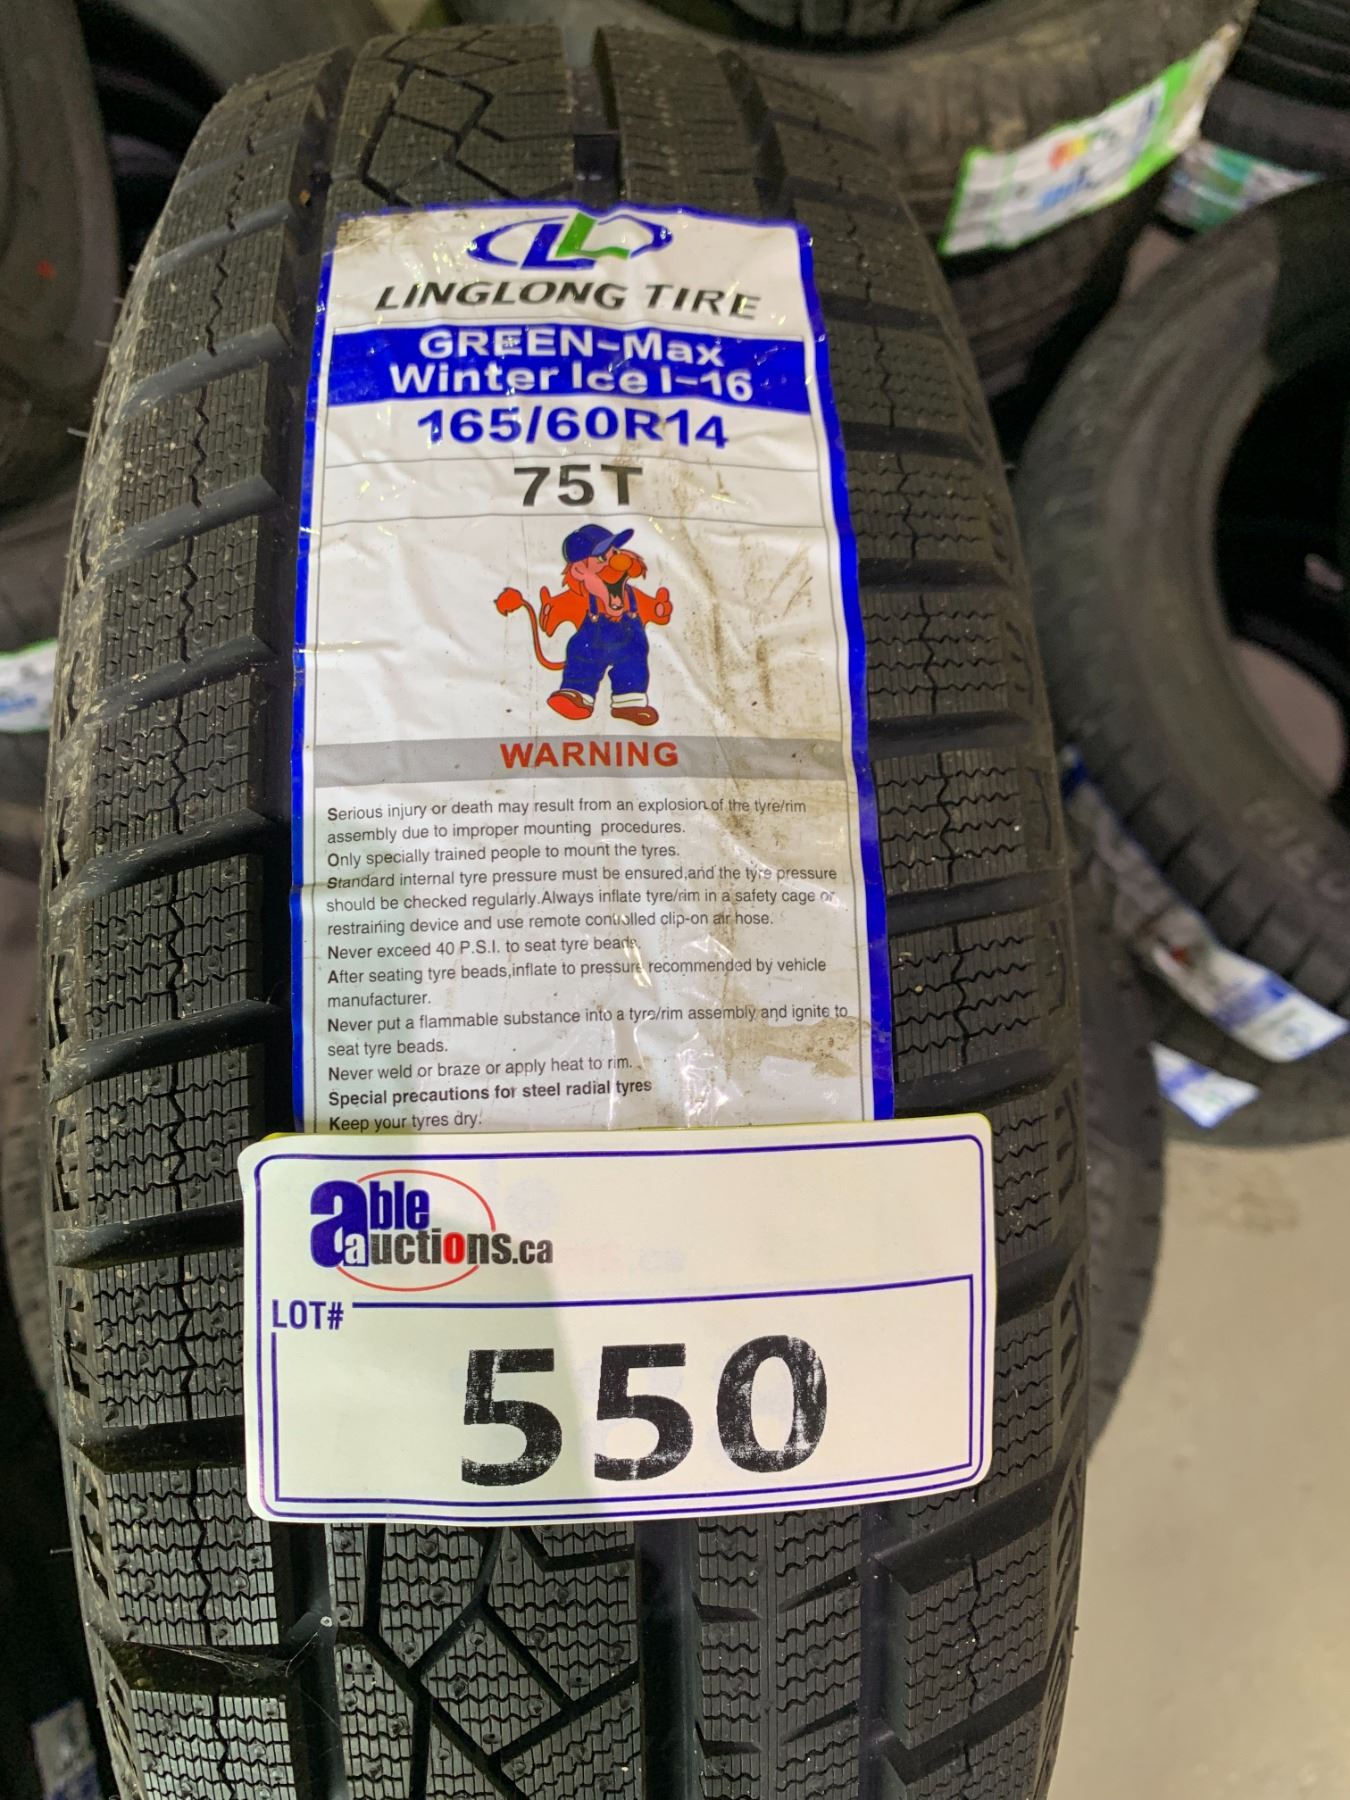 LINGLONG TIRE
GREEN-Max
Winter Ice I-16
165/60R14
75T
WARNING
Serious injury or death may result from an explosion of the tyre/rim
assembly due to improper mounting procedures.
Only specially trained people to mount the tyres.
Standard internal tyre pressure must be ensured,and the tyre pressure
should be checked regularly.Always inflate tyre/rim in a safety cage or
restraining device and use remote controlled clip-on air hose.
Never exceed 40 P.S.I. to seat tyre beads.
After seating tyre beads,inflate to pressure recommended by vehicle
manufacturer.
Never put a flammable substance into a tyre/rim assembly and ignite to
seat tyre beads.
Never weld or braze or apply heat to rim.
Special precautions for steel radial tyres
Keep your tyres dry.
able
auctions.ca
LOT#
550